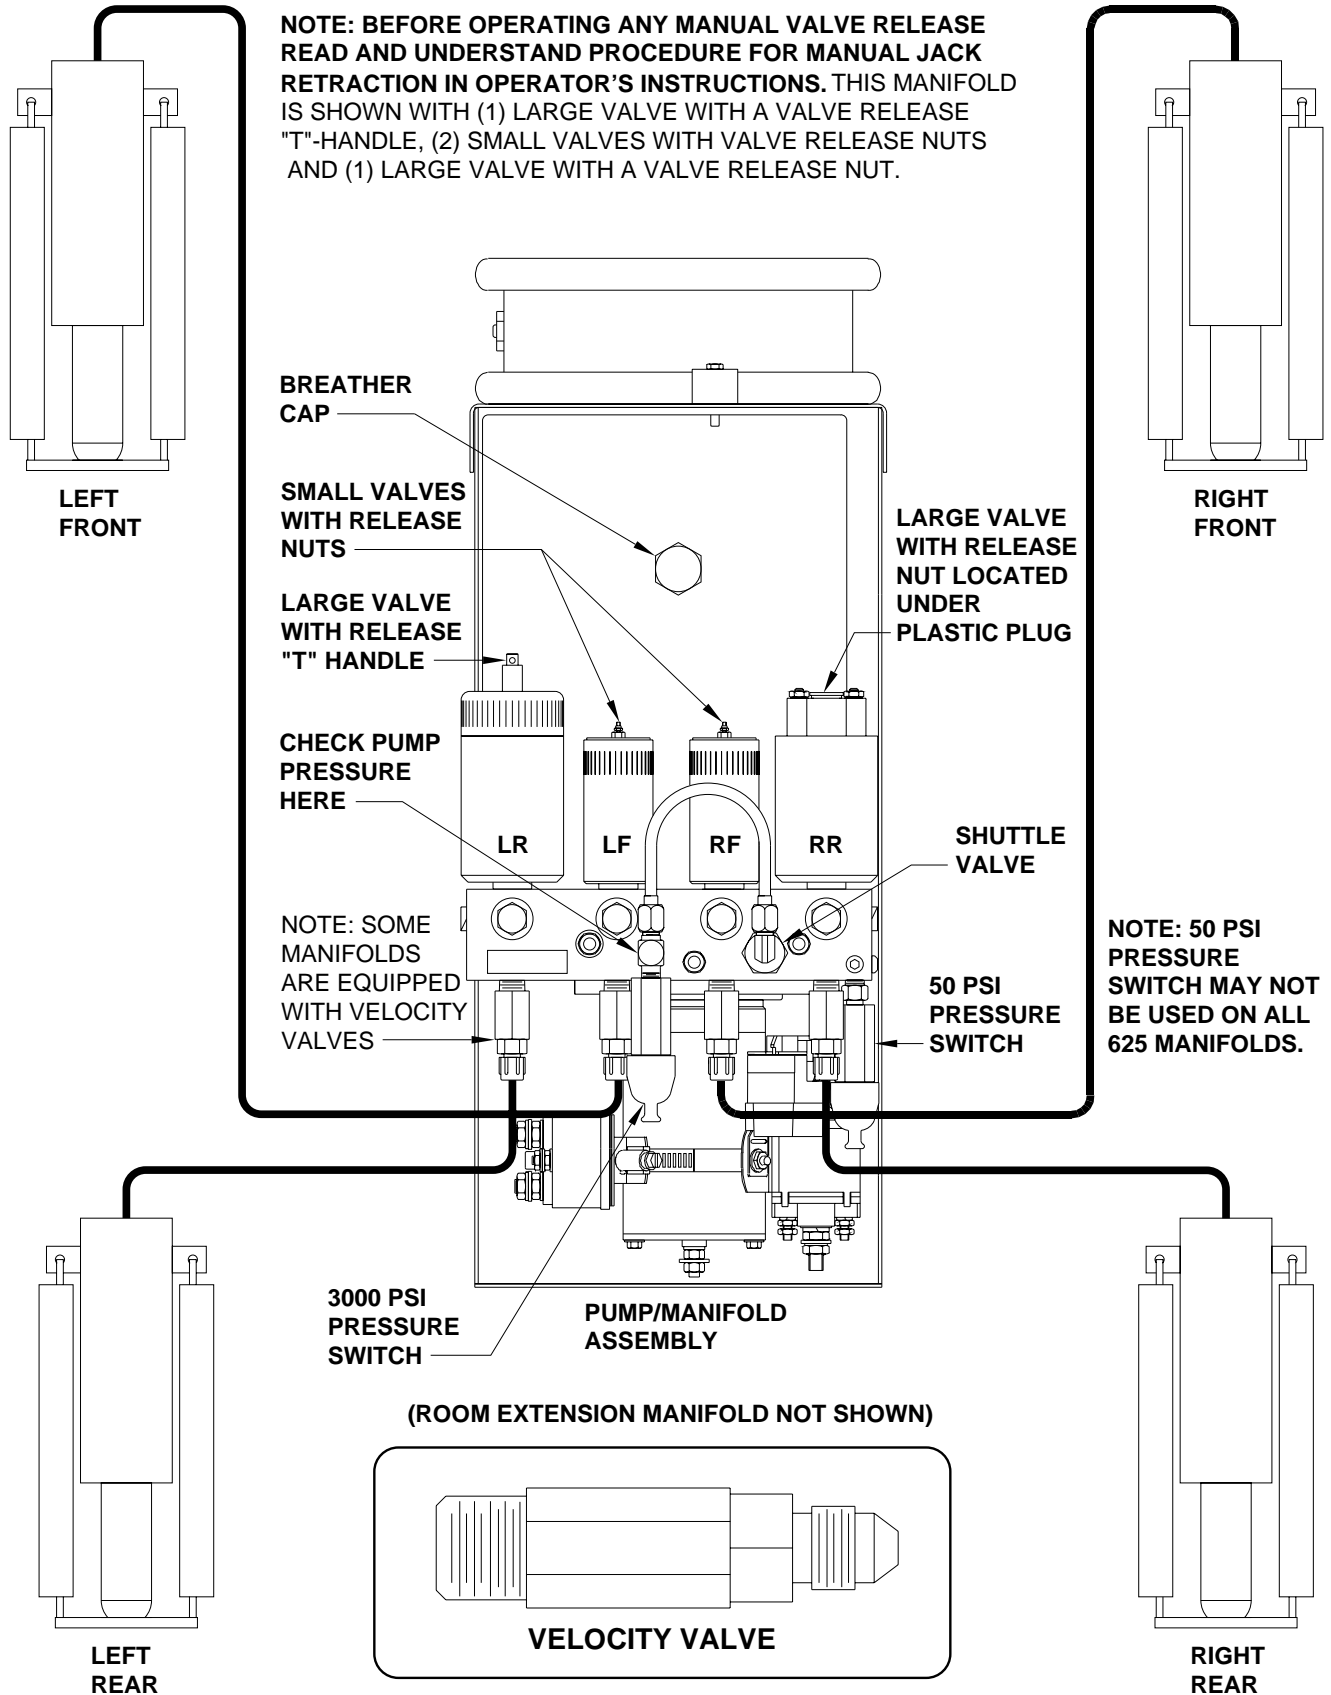 NOTE: BEFORE OPERATING ANY MANUAL VALVE RELEASE
READ AND UNDERSTAND PROCEDURE FOR MANUAL JACK
RETRACTION IN OPERATOR'S INSTRUCTIONS. THIS MANIFOLD
IS SHOWN WITH (1) LARGE VALVE WITH A VALVE RELEASE
"T"-HANDLE, (2) SMALL VALVES WITH VALVE RELEASE NUTS
AND (1) LARGE VALVE WITH A VALVE RELEASE NUT.
BREATHER
CAP
LEFT
FRONT
RIGHT
FRONT
SMALL VALVES
WITH RELEASE
NUTS
LARGE VALVE
WITH RELEASE
NUT LOCATED
UNDER
PLASTIC PLUG
LARGE VALVE
WITH RELEASE
"T" HANDLE
CHECK PUMP
PRESSURE
HERE
LR
LF
RF
RR
SHUTTLE
VALVE
NOTE: SOME
MANIFOLDS
ARE EQUIPPED
WITH VELOCITY
VALVES
50 PSI
PRESSURE
SWITCH
NOTE: 50 PSI
PRESSURE
SWITCH MAY NOT
BE USED ON ALL
625 MANIFOLDS.
3000 PSI
PRESSURE
SWITCH
PUMP/MANIFOLD
ASSEMBLY
(ROOM EXTENSION MANIFOLD NOT SHOWN)
VELOCITY VALVE
LEFT
REAR
RIGHT
REAR